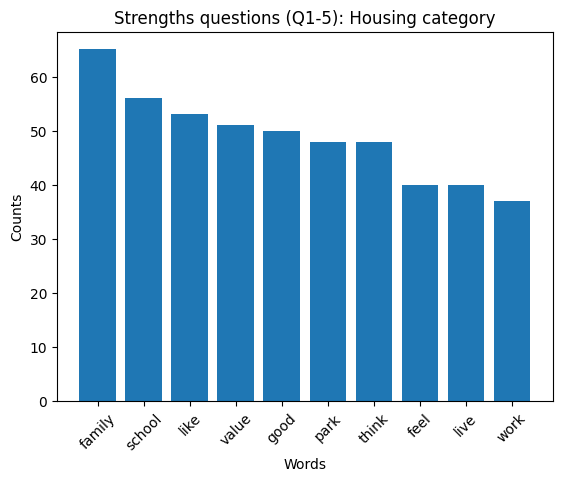 Strengths questions (Q1-5): Housing category
Counts
60
50
40
30
20
10
0
family school like value good park think feel live work
Words